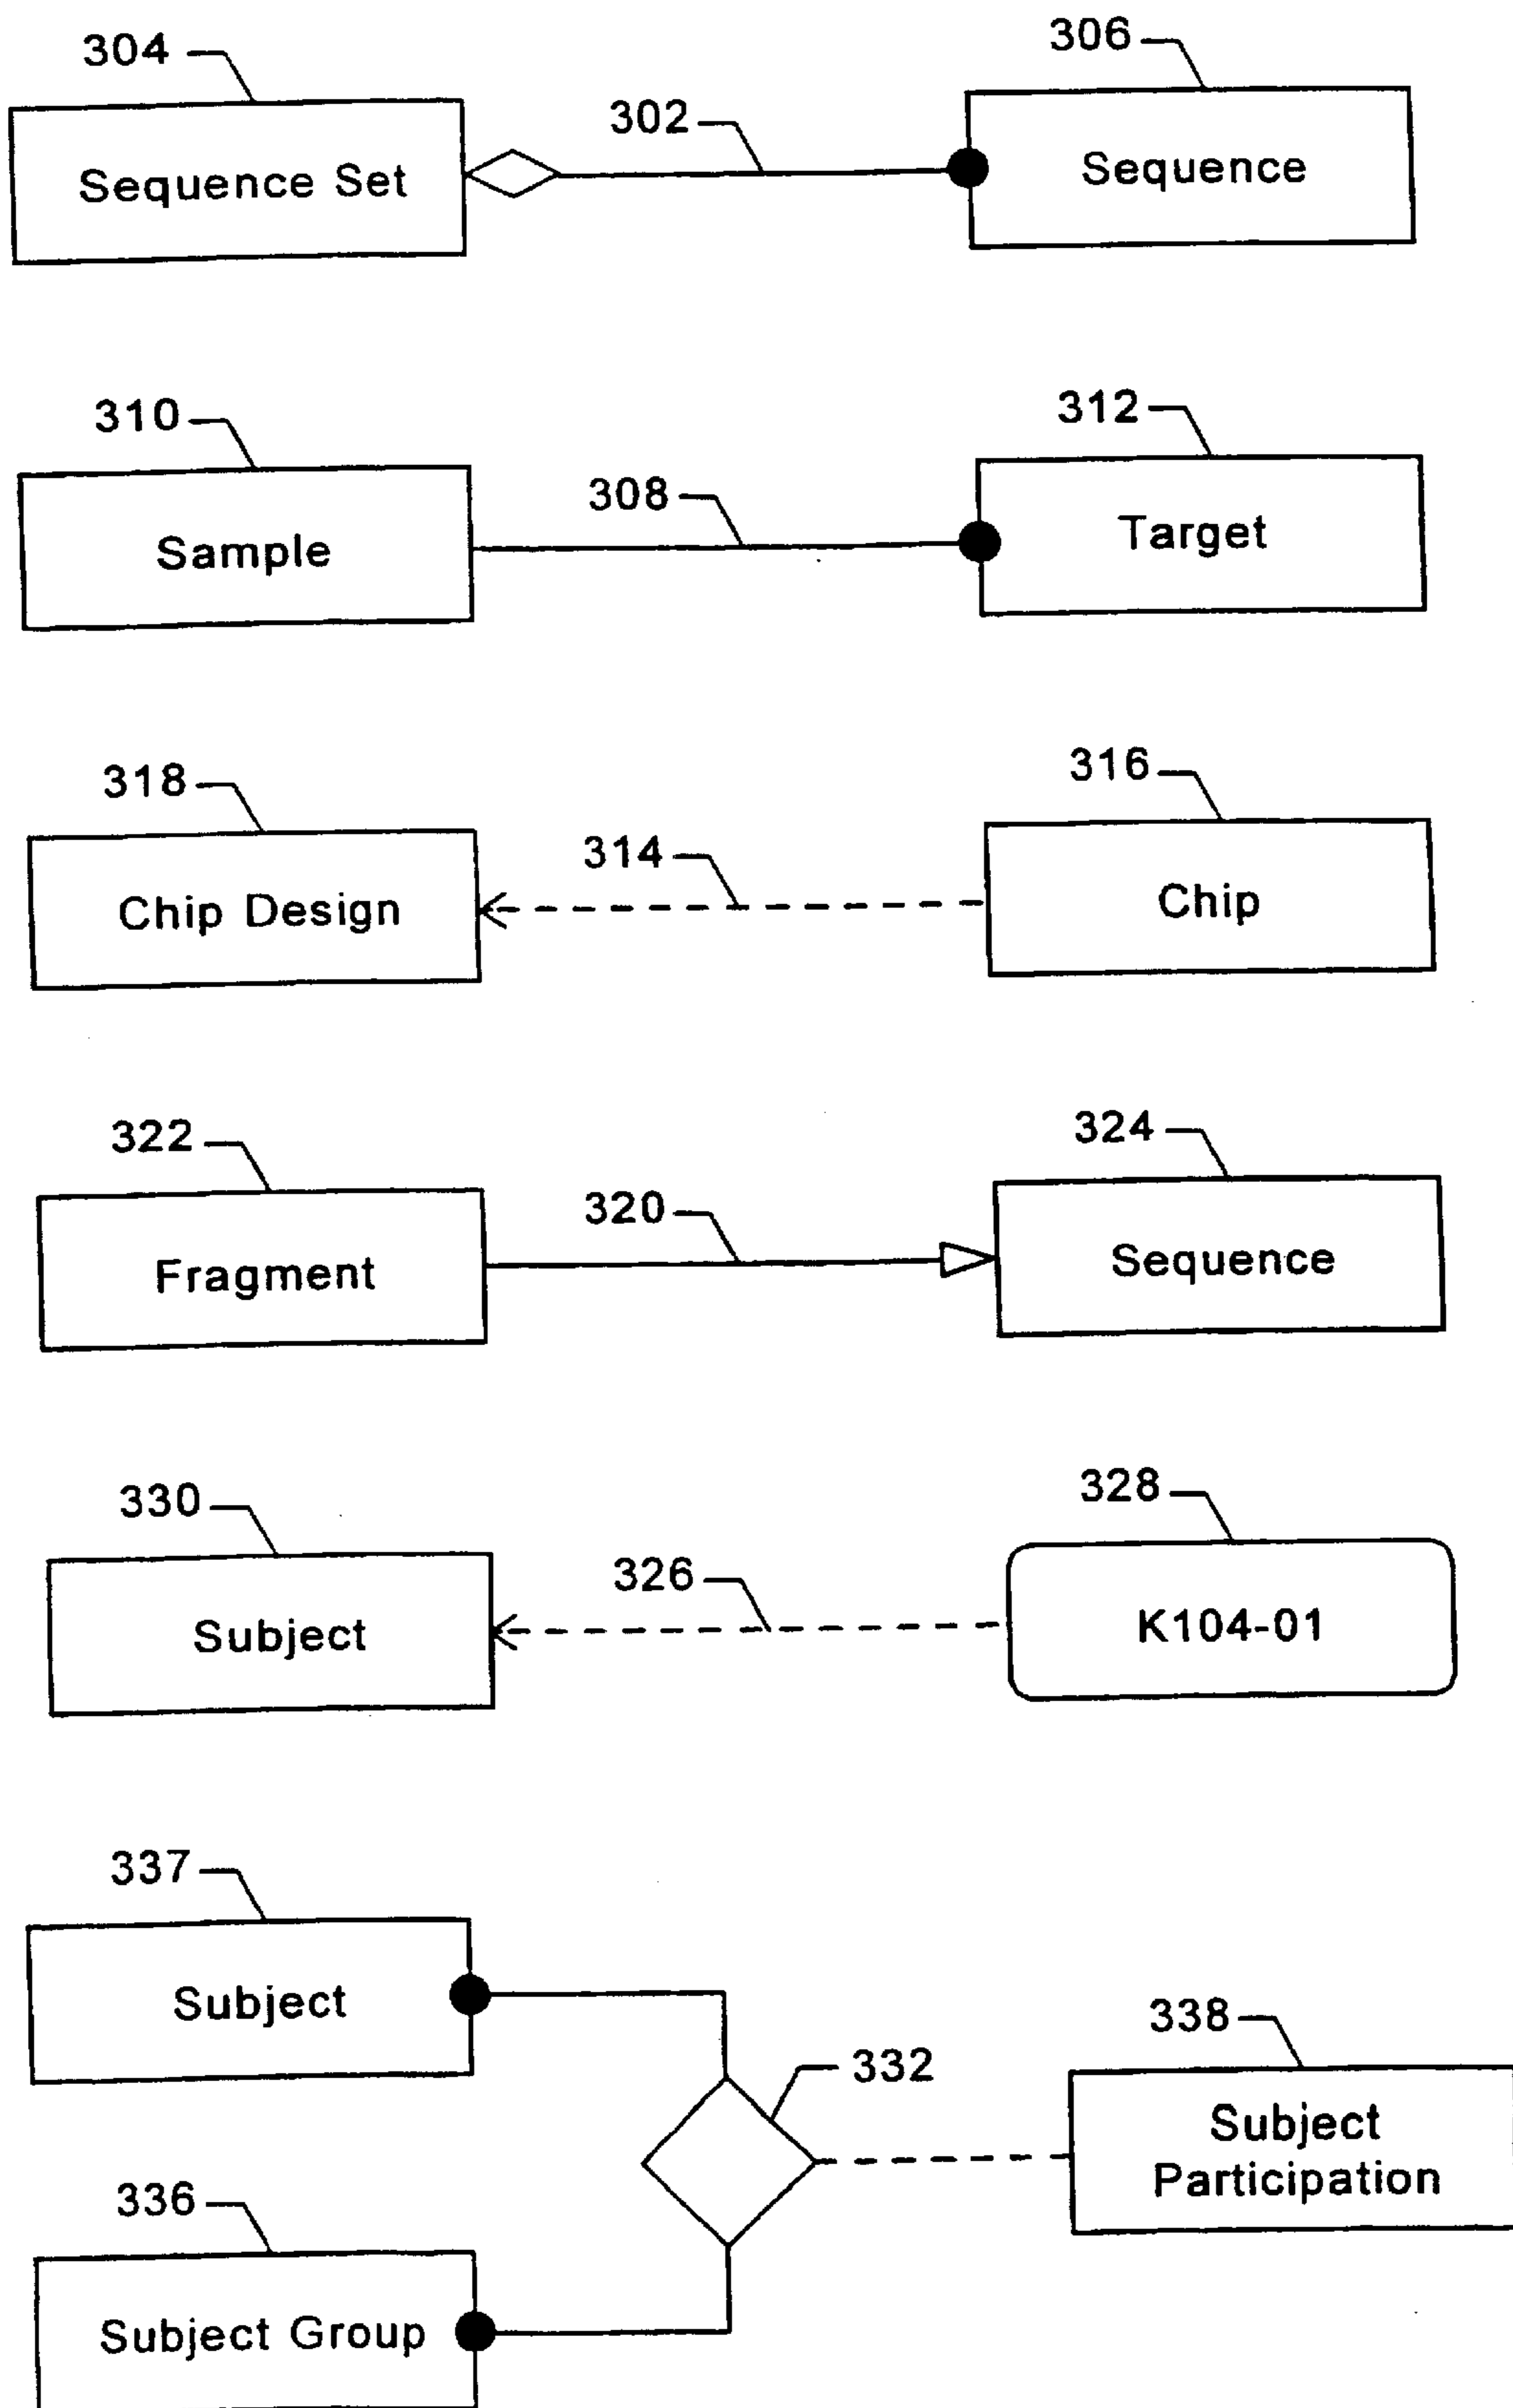 304
306
302
Sequence Set
Sequence
310
312
308
Sample
Target
318
316
314
Chip Design
Chip
322
324
320
Fragment
Sequence
330
328
326
Subject
K104-01
337
Subject
338
332
Subject
Participation
336
Subject Group